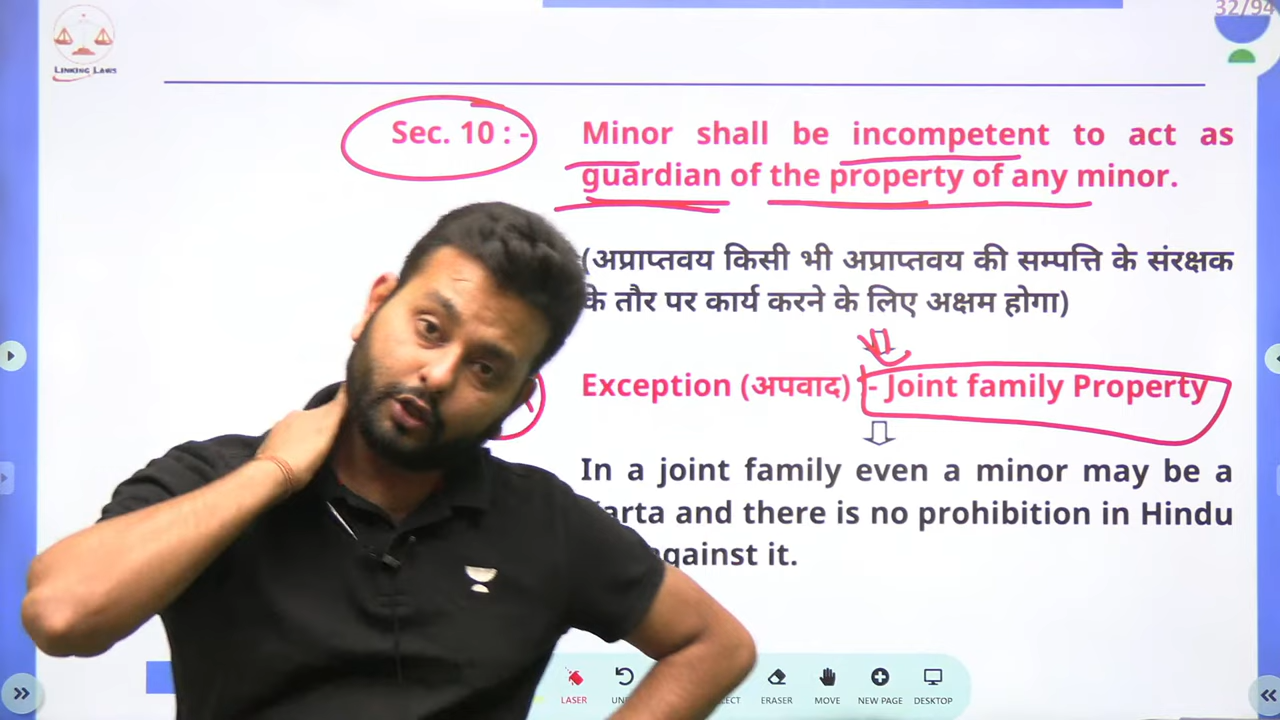 32/94
LINKING LAWS
Sec. 10 : -
Minor shall be incompetent to act as
guardian of the property of any minor.
(अप्राप्तवय किसी भी अप्राप्तवय की सम्पत्ति के संरक्षक
के तौर पर कार्य करने के लिए अक्षम होगा)
Exception (अपवाद) :- Joint family Property
In a joint family even a minor may be a
and there is no prohibition in Hindu
against it.
LASER
ERASER
MOVE
NEW PAGE
DESKTOP